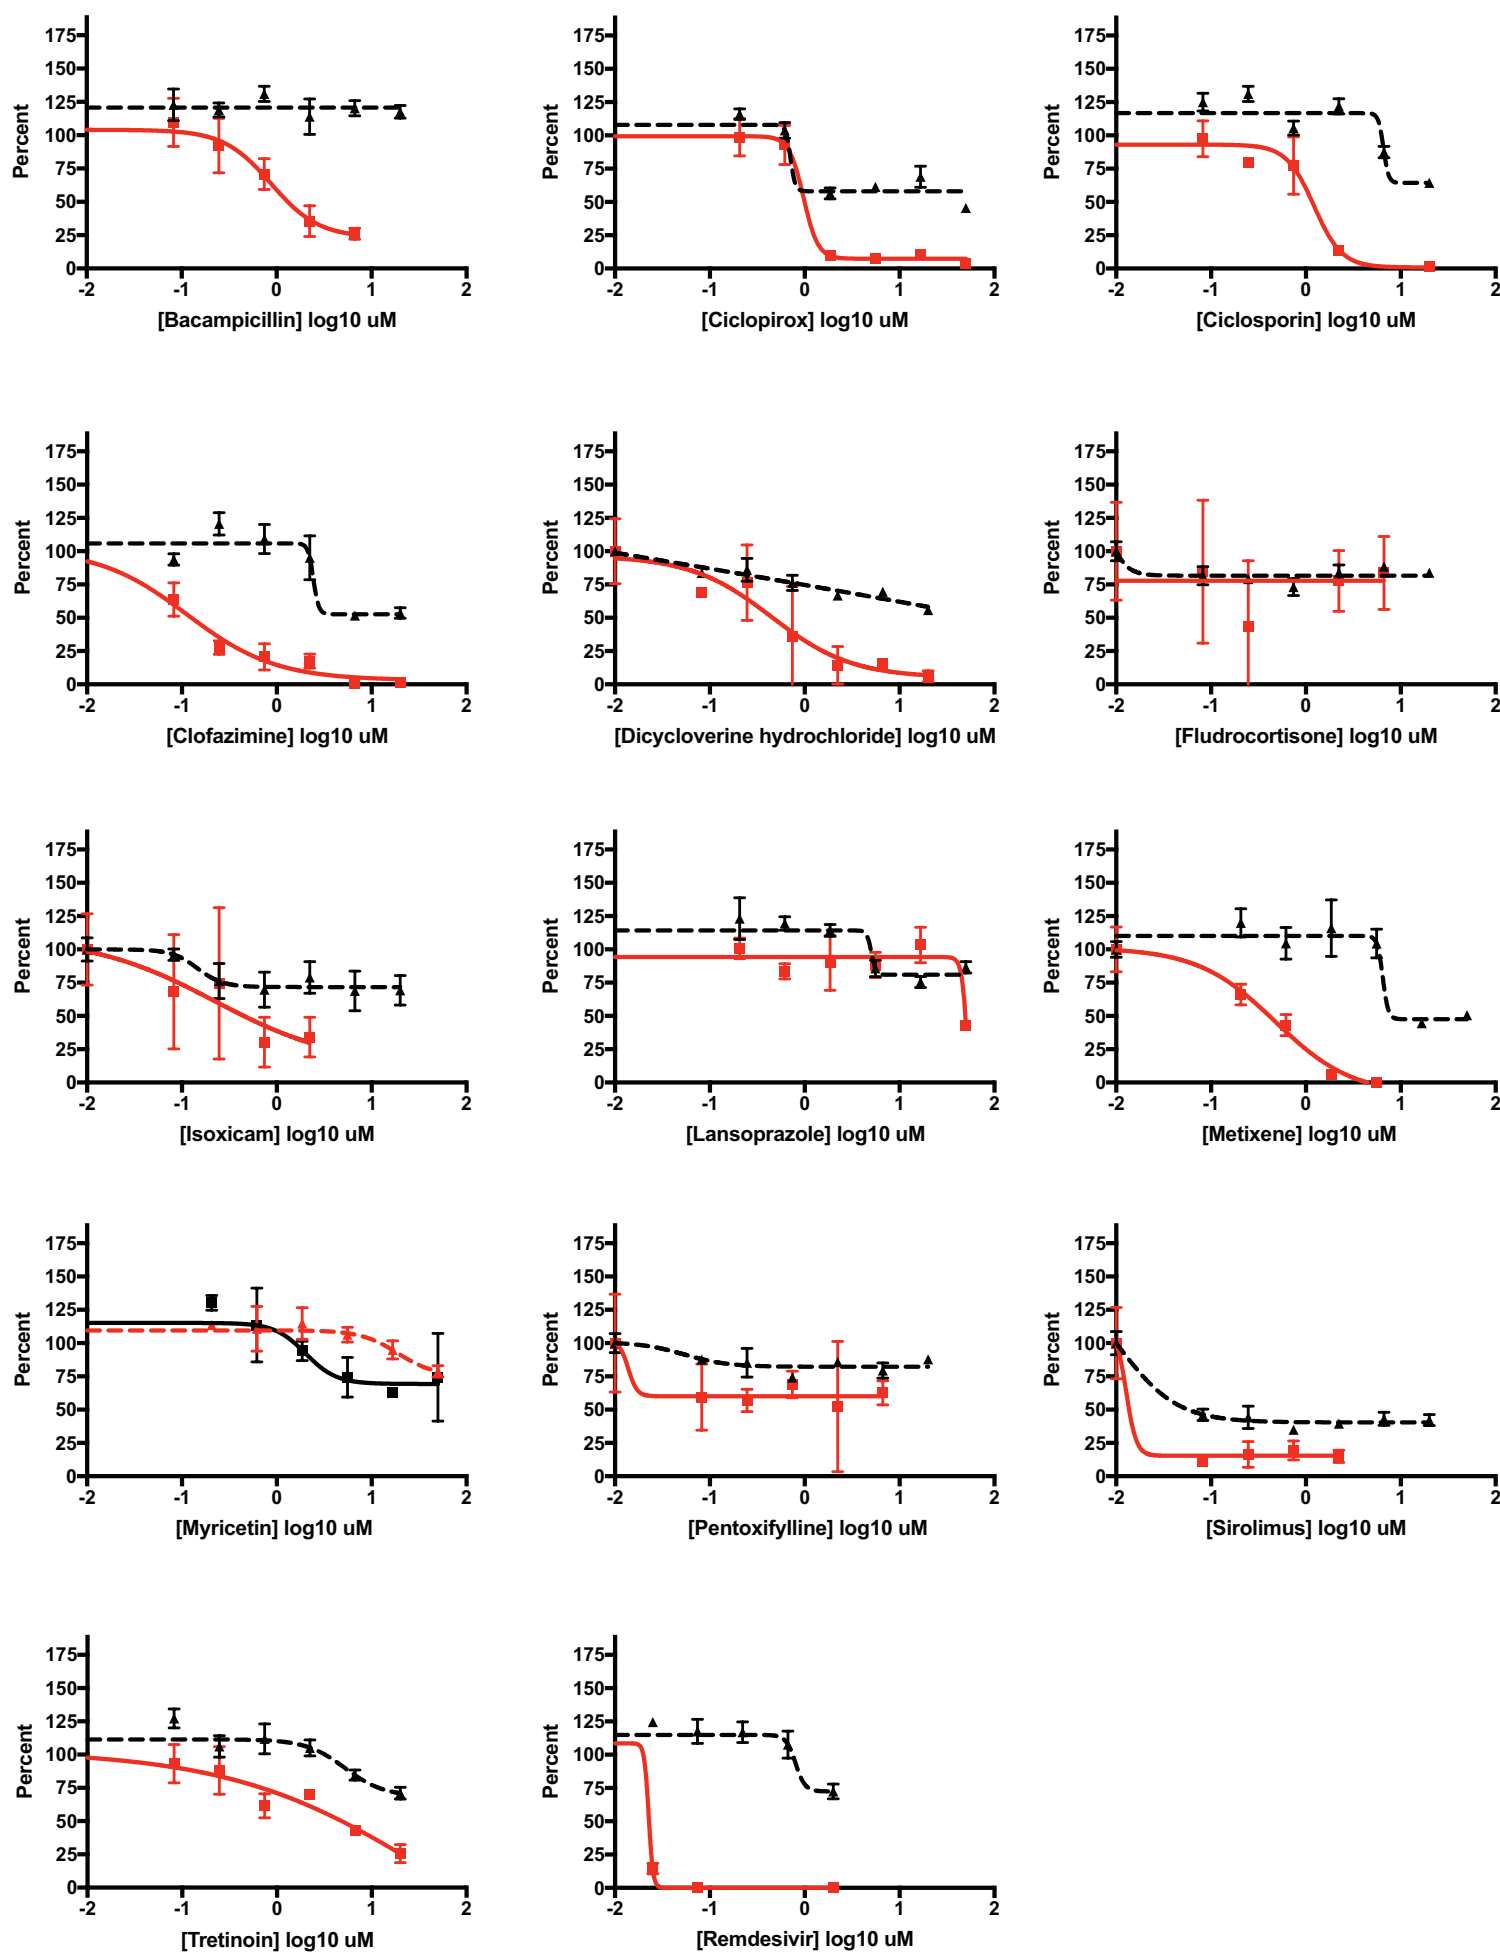 175
150
125
100
75
50
25
0
Percent
-2 -1 0 1 2
[Bacampicillin] log10 uM
175
150
125
100
75
50
25
0
Percent
-2 -1 0 1 2
[Ciclopirox] log10 uM
175
150
125
100
75
50
25
0
Percent
-2 -1 0 1 2
[Ciclosporin] log10 uM
175
150
125
100
75
50
25
0
Percent
-2 -1 0 1 2
[Clofazimine] log10 uM
175
150
125
100
75
50
25
0
Percent
-2 -1 0 1 2
[Dicycloverine hydrochloride] log10 uM
175
150
125
100
75
50
25
0
Percent
-2 -1 0 1 2
[Fludrocortisone] log10 uM
175
150
125
100
75
50
25
0
Percent
-2 -1 0 1 2
[Isoxicam] log10 uM
175
150
125
100
75
50
25
0
Percent
-2 -1 0 1 2
[Lansoprazole] log10 uM
175
150
125
100
75
50
25
0
Percent
-2 -1 0 1 2
[Metixene] log10 uM
175
150
125
100
75
50
25
0
Percent
-2 -1 0 1 2
[Myricetin] log10 uM
175
150
125
100
75
50
25
0
Percent
-2 -1 0 1 2
[Pentoxifylline] log10 uM
175
150
125
100
75
50
25
0
Percent
-2 -1 0 1 2
[Sirolimus] log10 uM
175
150
125
100
75
50
25
0
Percent
-2 -1 0 1 2
[Tretinoin] log10 uM
175
150
125
100
75
50
25
0
Percent
-2 -1 0 1 2
[Remdesivir] log10 uM